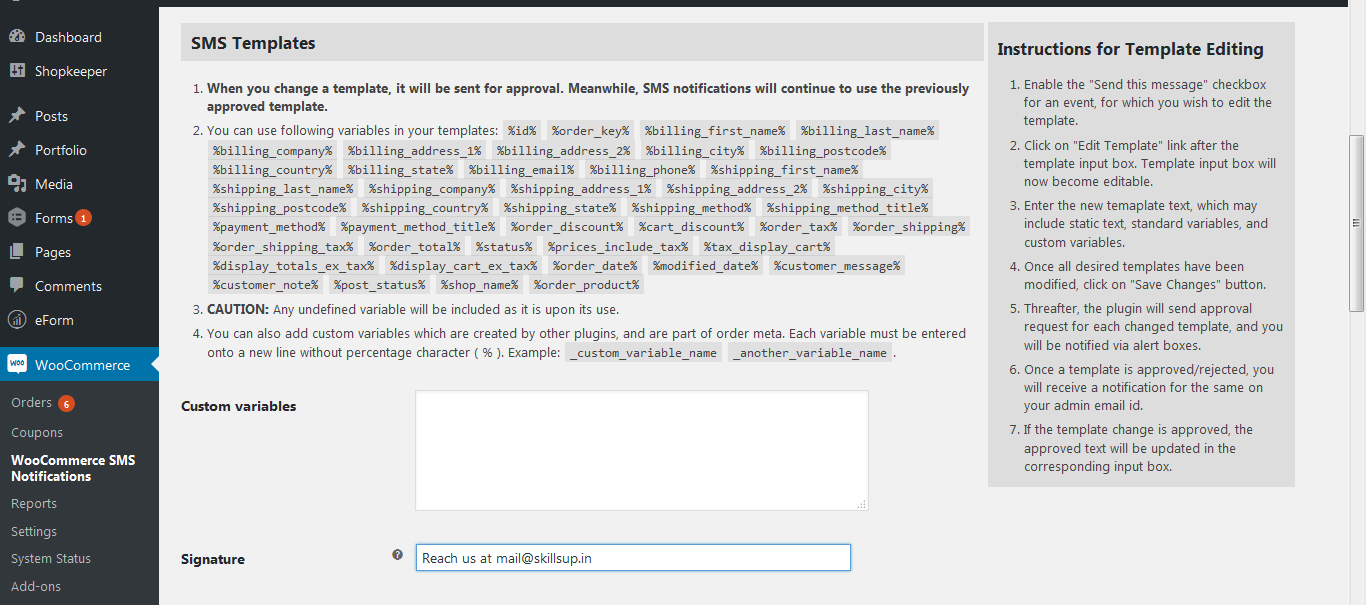 Dashboard
Shopkeeper
Posts
Portfolio
Media
Forms 1
Pages
Comments
eForm
WooCommerce
Orders 6
Coupons
WooCommerce SMS
Notifications
Reports
Settings
System Status
Add-ons
SMS Templates
1. When you change a template, it will be sent for approval. Meanwhile, SMS notifications will continue to use the previously
approved template.
2. You can use following variables in your templates: %id% %order_key% %billing_first_name% %billing_last_name%
%billing_company% %billing_address_1% %billing_address_2% %billing_city% %billing_postcode%
%billing_country% %billing_state% %billing_email% %billing_phone% %shipping_first_name%
%shipping_last_name% %shipping_company% %shipping_address_1% %shipping_address_2% %shipping_city%
%shipping_postcode% %shipping_country% %shipping_state% %shipping_method% %shipping_method_title%
%payment_method% %payment_method_title% %order_discount% %cart_discount% %order_tax% %order_shipping%
%order_shipping_tax% %order_total% %status% %prices_include_tax% %tax_display_cart%
%display_totals_ex_tax% %display_cart_ex_tax% %order_date% %modified_date% %customer_message%
%customer_note% %post_status% %shop_name% %order_product%
3. CAUTION: Any undefined variable will be included as it is upon its use.
4. You can also add custom variables which are created by other plugins, and are part of order meta. Each variable must be entered
onto a new line without percentage character ( % ). Example: _custom_variable_name _another_variable_name .
Custom variables
Signature
?
Reach us at mail@skillsup.in
Instructions for Template Editing
1. Enable the "Send this message" checkbox
for an event, for which you wish to edit the
template.
2. Click on "Edit Template" link after the
template input box. Template input box will
now become editable.
3. Enter the new temaplate text, which may
include static text, standard variables, and
custom variables.
4. Once all desired templates have been
modified, click on "Save Changes" button.
5. Threafter, the plugin will send approval
request for each changed template, and you
will be notified via alert boxes.
6. Once a template is approved/rejected, you
will receive a notification for the same on
your admin email id.
7. If the template change is approved, the
approved text will be updated in the
corresponding input box.